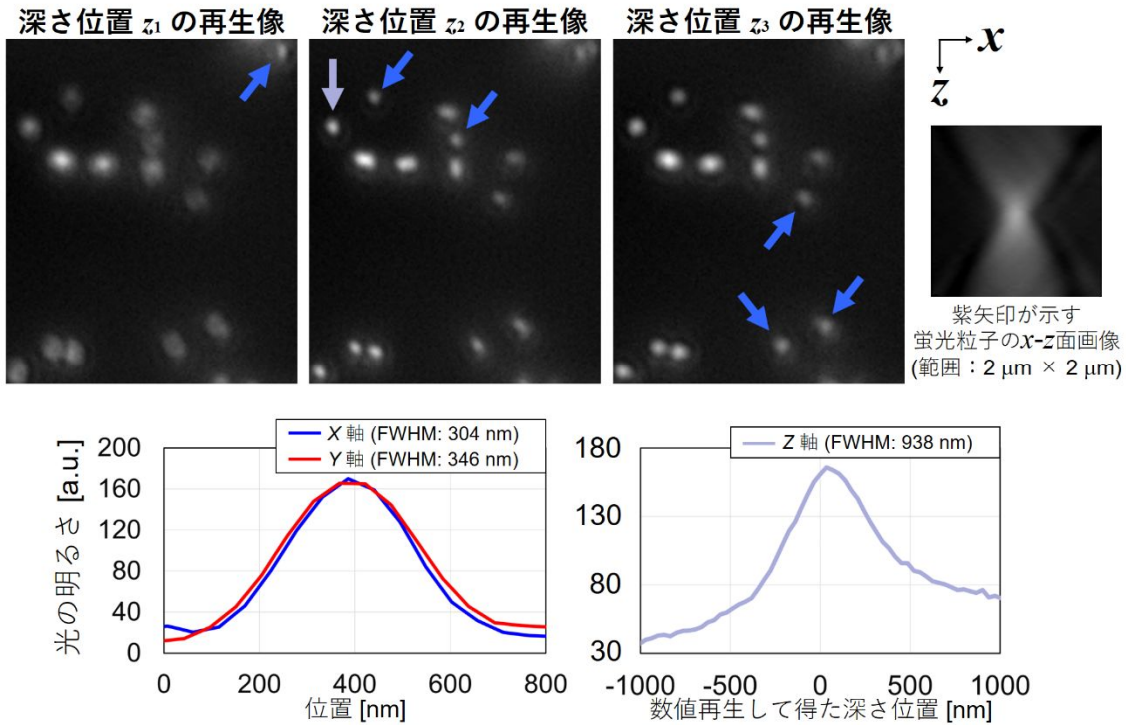 深さ位置 z1 の再生像
深さ位置 z2 の再生像
深さ位置 z3 の再生像
x
z
紫矢印が示す
蛍光粒子のx-z面画像
(範囲：2 μm × 2 μm)
光の明るさ [a.u.]
200
160
120
80
40
0
X 軸 (FWHM: 304 nm)
Y 軸 (FWHM: 346 nm)
0
200
400
600
800
位置 [nm]
180
130
80
30
Z 軸 (FWHM: 938 nm)
-1000
-500
0
500
1000
数値再生して得た深さ位置 [nm]